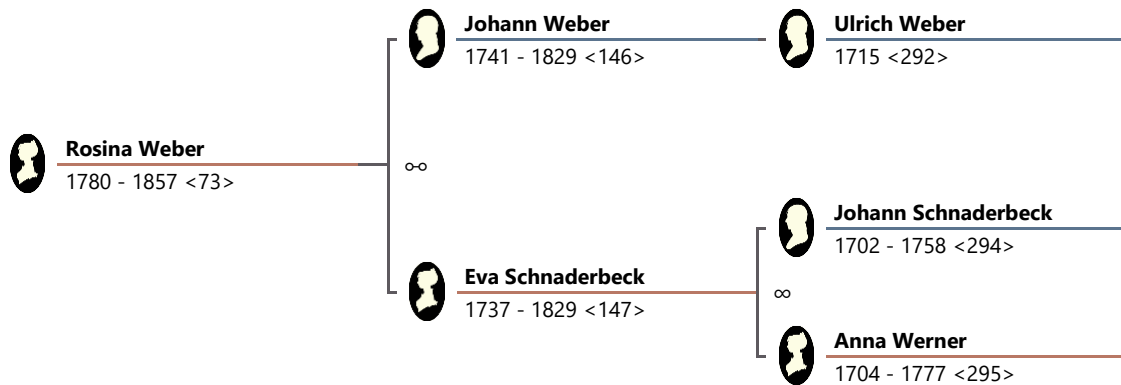 Johann Weber
1741 - 1829 <146>
Ulrich Weber
1715 <292>
Rosina Weber
1780 - 1857 <73>
Johann Schnaderbeck
1702 - 1758 <294>
Eva Schnaderbeck
1737 - 1829 <147>
Anna Werner
1704 - 1777 <295>